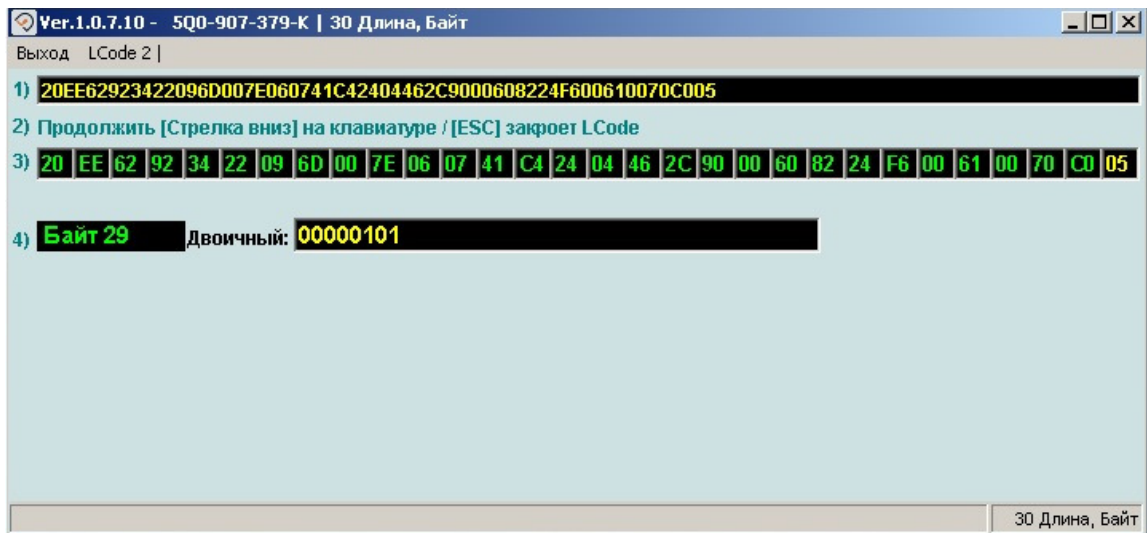 Ver.1.0.7.10 - 5Q0-907-379-K | 30 Длина, Байт
Выход LCode 2 |
1) 20EE62923422096D007E060741C42404462C9000608224F600610070C005
2) Продолжить [Стрелка вниз] на клавиатуре / [ESC] закроет LCode
3) 20 EE 62 92 34 22 09 6D 00 7E 06 07 41 C4 24 04 46 2C 90 00 60 82 24 F6 00 61 00 70 C0 05
4) Байт 29 Двоичный: 00000101
30 Длина, Байт